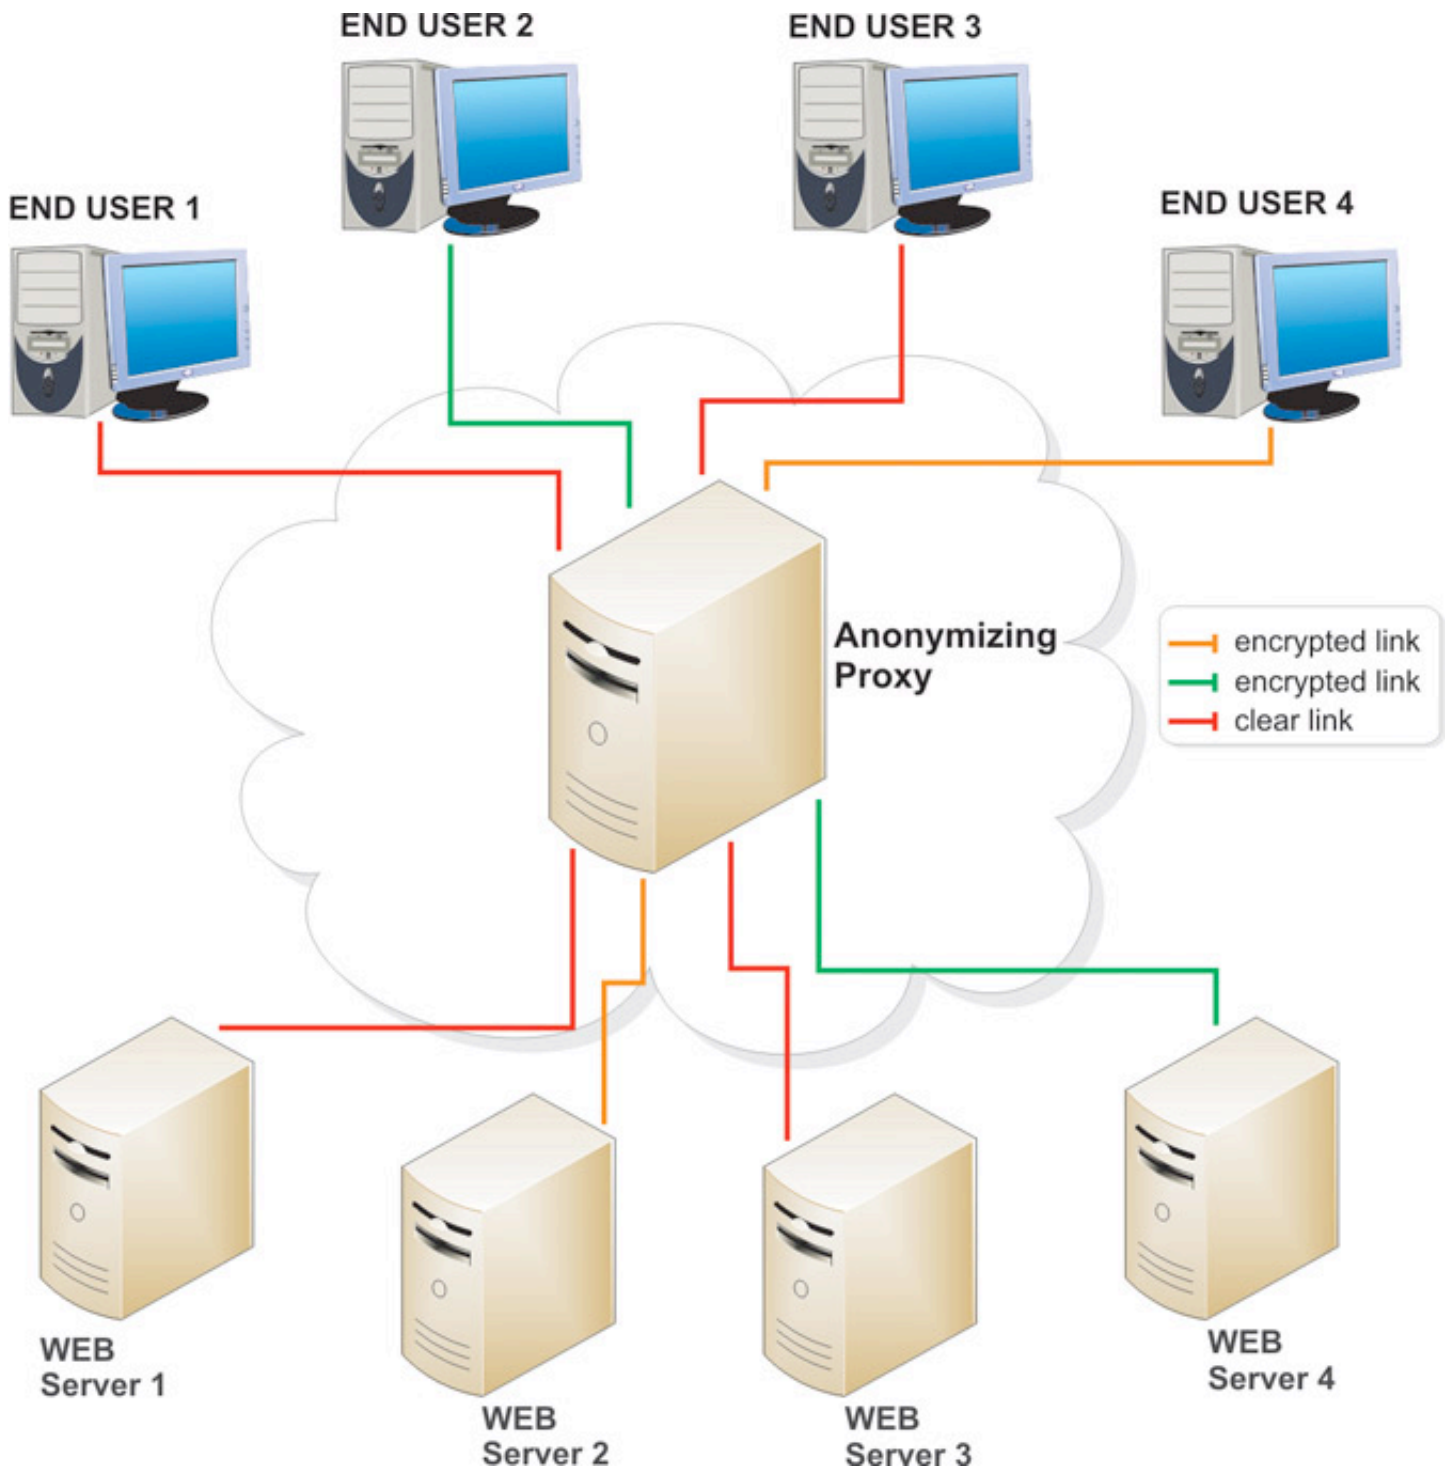 END USER 2
END USER 3
END USER 1
END USER 4
Anonymizing
Proxy
encrypted link
encrypted link
clear link
WEB
Server 1
WEB
Server 2
WEB
Server 3
WEB
Server 4